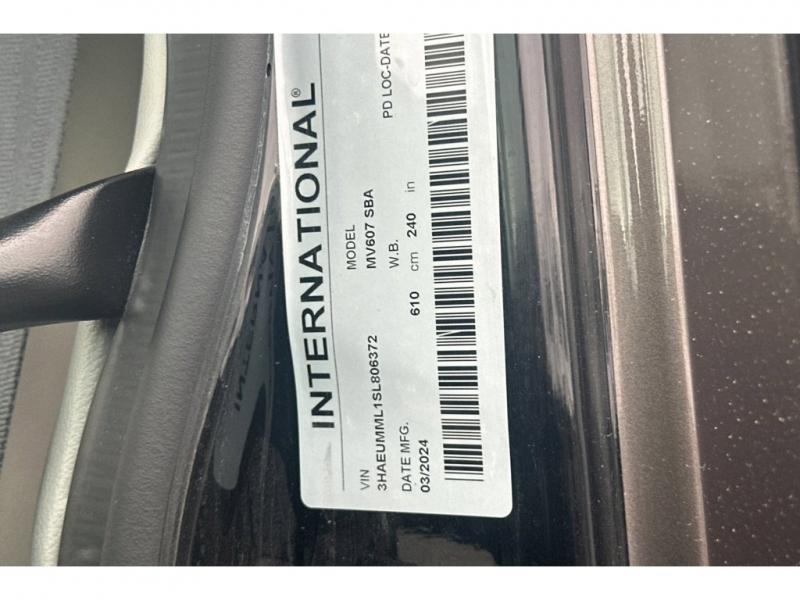 INTERNATIONAL®
VIN
3HAEUMML1SL806372
MODEL
MV607 SBA
DATE MFG.
03/2024
W.B.
610 cm 240 in
PD LOC-DATE